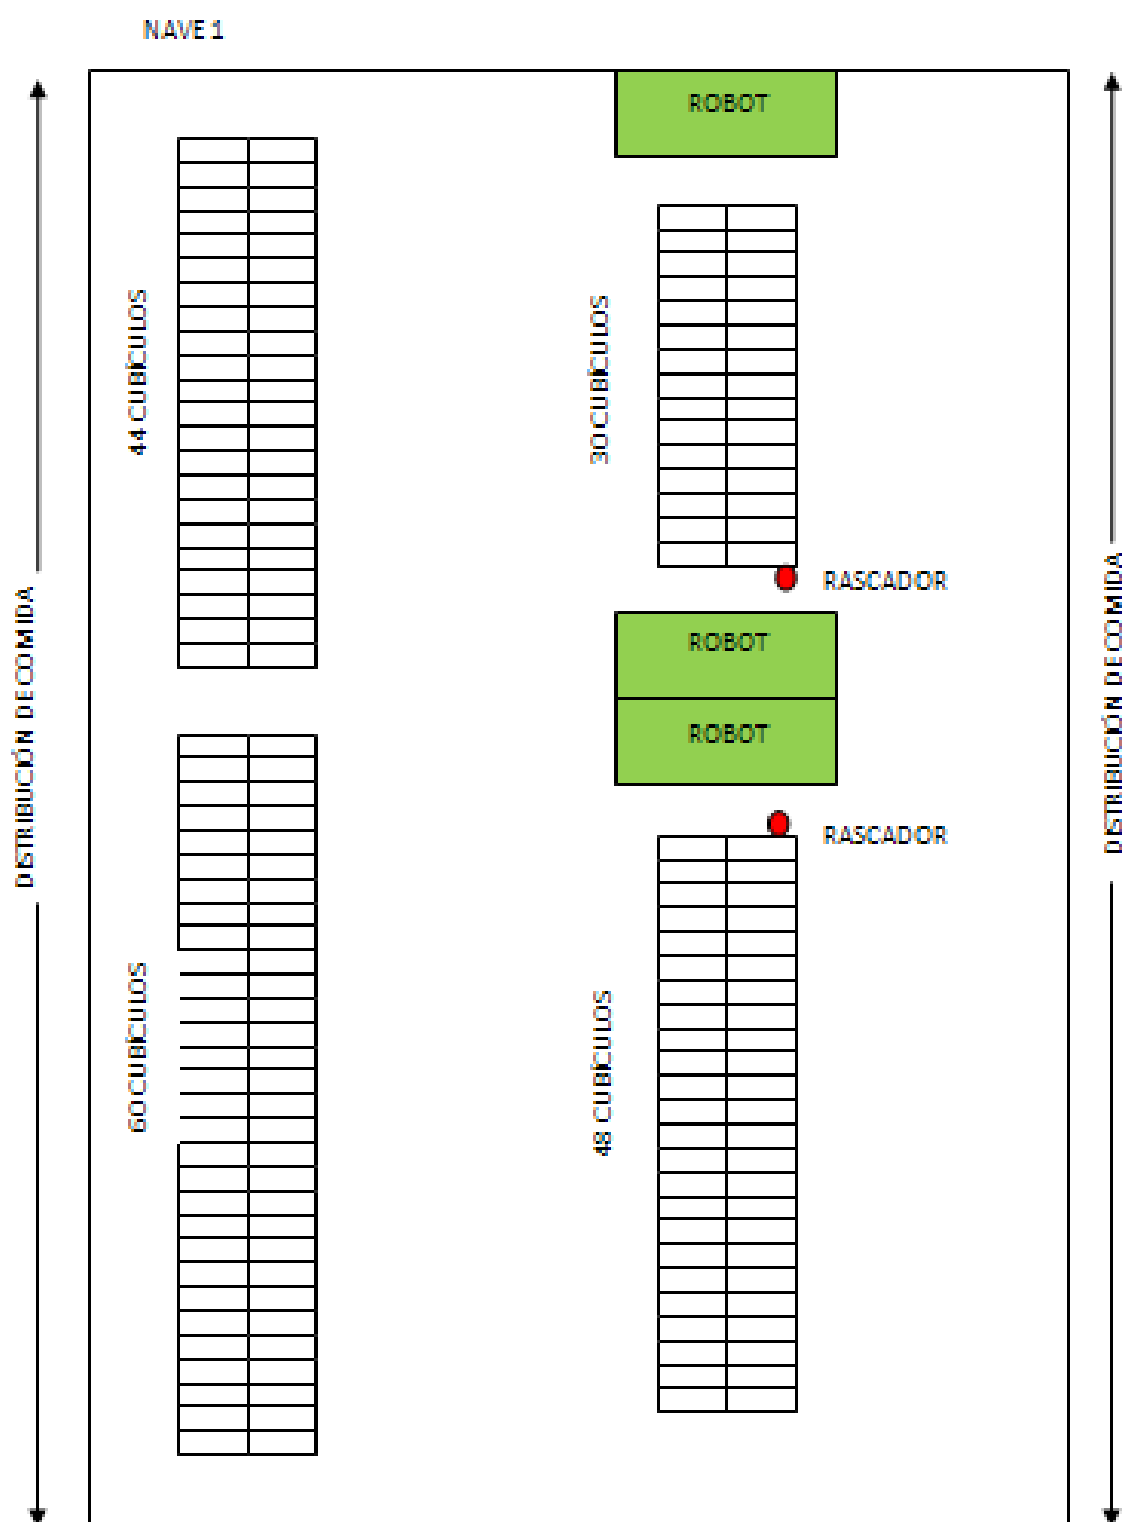 NAVE 1
ROBOT
44 CUBÍCULOS
30 CUBÍCULOS
RASCADOR
DISTRIBUCIÓN DE COMIDA
DISTRIBUCIÓN DE COMIDA
ROBOT
ROBOT
RASCADOR
60 CUBÍCULOS
48 CUBÍCULOS